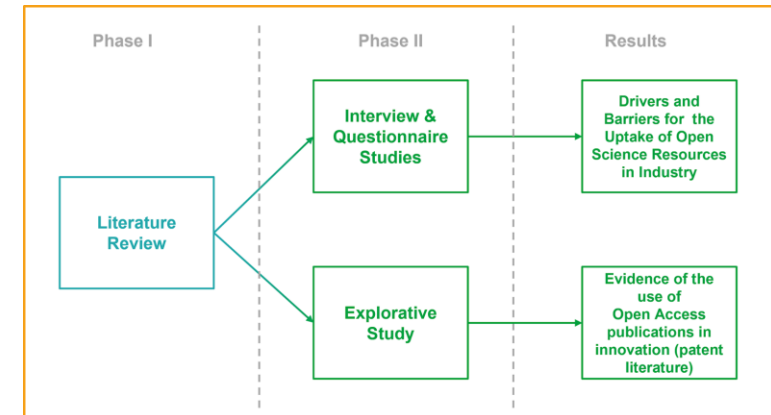 Phase I
Phase II
Results
Literature
Review
Interview &
Questionnaire
Studies
Drivers and
Barriers for the
Uptake of Open
Science Resources
in Industry
Explorative
Study
Evidence of the
use of
Open Access
publications in
innovation (patent
literature)